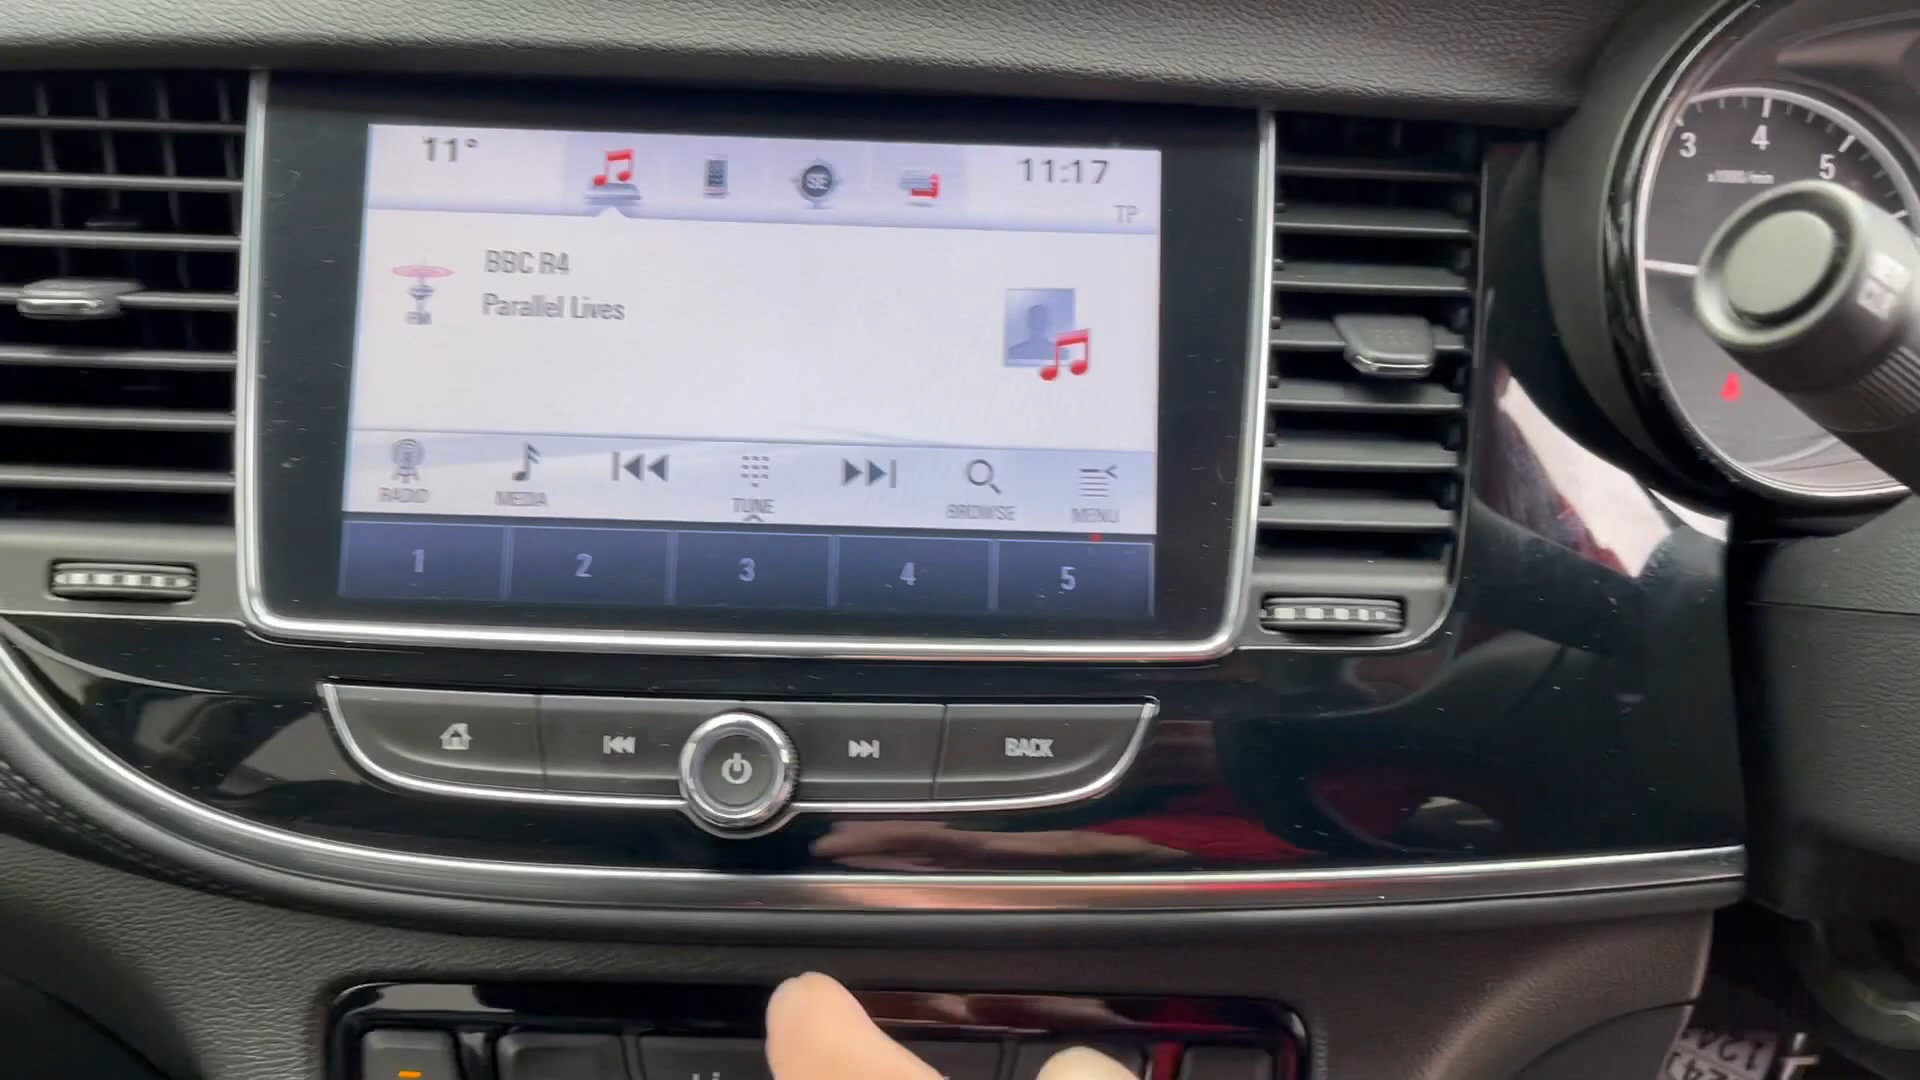 11°
11:17
TP
BBC R4
Parallel Lives
FM
RADIO
MEDIA
TUNE
BROWSE
MENU
1
2
3
4
5
BACK
3
4
5